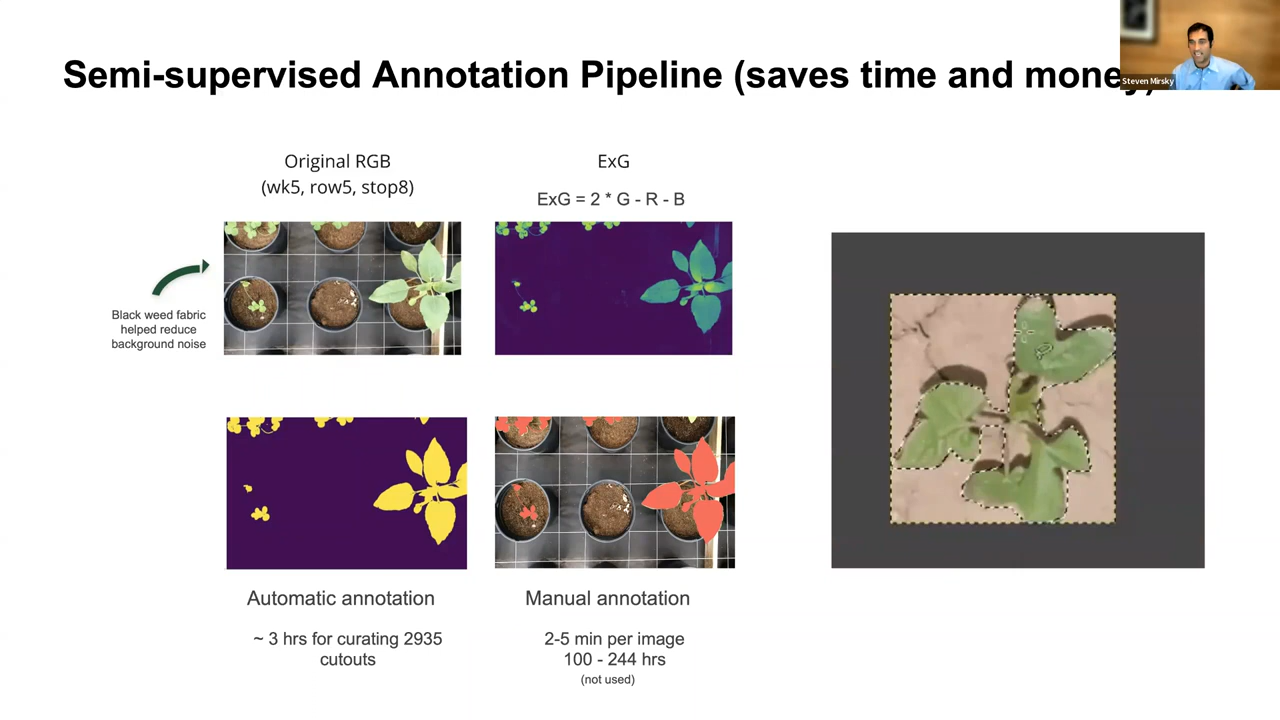 Semi-supervised Annotation Pipeline (saves time and money)
Steven Mirsky
Original RGB
(wk5, row5, stop8)
ExG
ExG = 2 * G - R - B
Black weed fabric
helped reduce
background noise
Automatic annotation
~ 3 hrs for curating 2935
cutouts
Manual annotation
2-5 min per image
100 - 244 hrs
(not used)